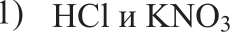 1) HCl и KNO₃